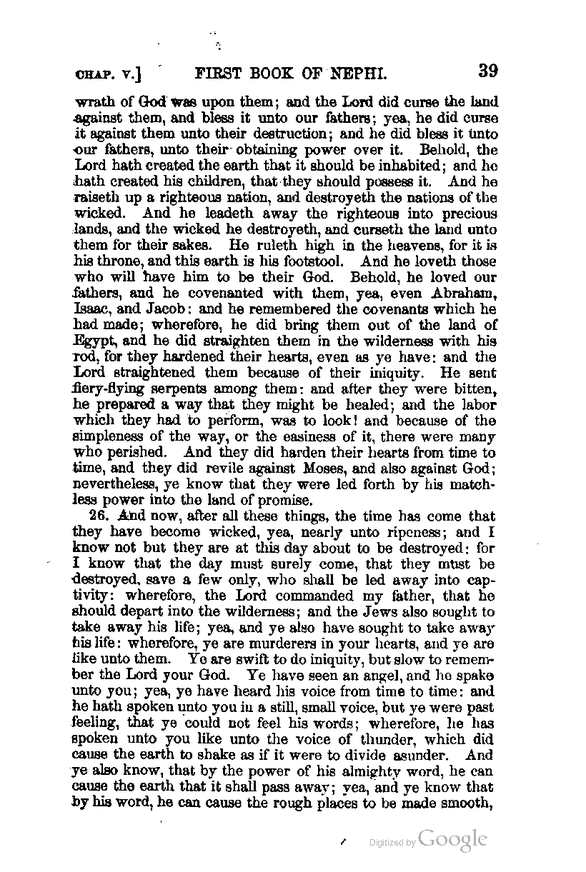 CHAP. V.] FIRST BOOK OF NEPHI. 39
wrath of God was upon them; and the Lord did curse the land
against them, and bless it unto our fathers; yea, he did curse
it against them unto their destruction; and he did bless it unto
our fathers, unto their obtaining power over it. Behold, the
Lord hath created the earth that it should be inhabited; and he
hath created his children, that they should possess it. And he
raiseth up a righteous nation, and destroyeth the nations of the
wicked. And he leadeth away the righteous into precious
lands, and the wicked he destroyeth, and curseth the land unto
them for their sakes. He ruleth high in the heavens, for it is
his throne, and this earth is his footstool. And he loveth those
who will have him to be their God. Behold, he loved our
fathers, and he covenanted with them, yea, even Abraham,
Isaac, and Jacob: and he remembered the covenants which he
had made; wherefore, he did bring them out of the land of
Egypt, and he did straighten them in the wilderness with his
rod, for they hardened their hearts, even as ye have: and the
Lord straightened them because of their iniquity. He sent
fiery-flying serpents among them: and after they were bitten,
he prepared a way that they might be healed; and the labor
which they had to perform, was to look! and because of the
simpleness of the way, or the easiness of it, there were many
who perished. And they did harden their hearts from time to
time, and they did revile against Moses, and also against God;
nevertheless, ye know that they were led forth by his match-
less power into the land of promise.
26. And now, after all these things, the time has come that
they have become wicked, yea, nearly unto ripeness; and I
know not but they are at this day about to be destroyed: for
I know that the day must surely come, that they must be
destroyed, save a few only, who shall be led away into cap-
tivity: wherefore, the Lord commanded my father, that he
should depart into the wilderness; and the Jews also sought to
take away his life; yea, and ye also have sought to take away
his life: wherefore, ye are murderers in your hearts, and ye are
like unto them. Ye are swift to do iniquity, but slow to remem-
ber the Lord your God. Ye have seen an angel, and he spake
unto you; yea, ye have heard his voice from time to time: and
he hath spoken unto you in a still, small voice, but ye were past
feeling, that ye could not feel his words; wherefore, he has
spoken unto you like unto the voice of thunder, which did
cause the earth to shake as if it were to divide asunder. And
ye also know, that by the power of his almighty word, he can
cause the earth that it shall pass away; yea, and ye know that
by his word, he can cause the rough places to be made smooth,
Digitized by Google